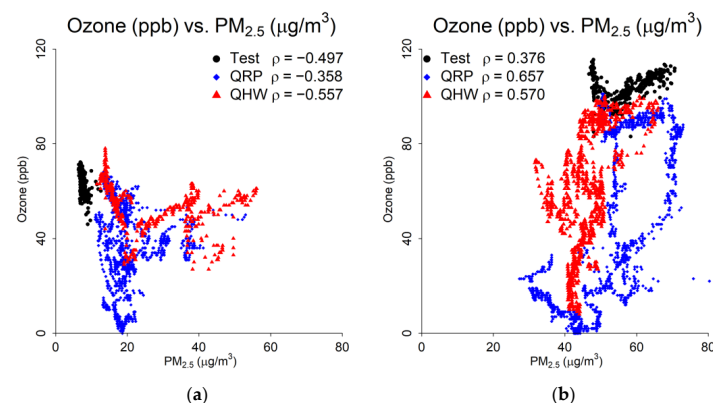 Ozone (ppb) vs. PM2.5 (μg/m3)
120
80
40
0
Ozone (ppb)
Test ρ = −0.497
QRP ρ = −0.358
QHW ρ = −0.557
0 20 40 60 80
PM2.5 (μg/m3)
(a)
Ozone (ppb) vs. PM2.5 (μg/m3)
120
80
40
0
Ozone (ppb)
Test ρ = 0.376
QRP ρ = 0.657
QHW ρ = 0.570
0 20 40 60 80
PM2.5 (μg/m3)
(b)